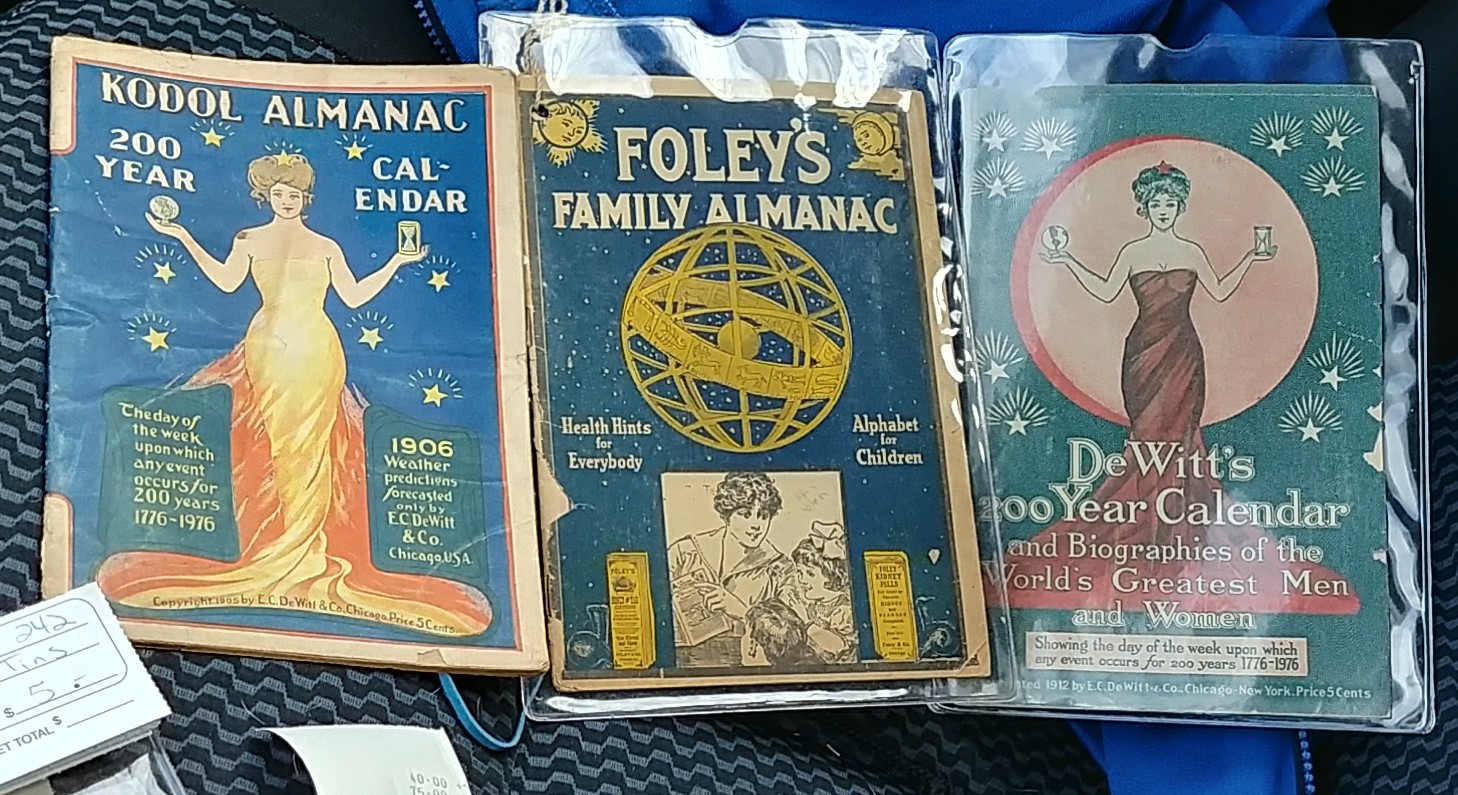 KODOL ALMANAC
200
YEAR
CAL-
ENDAR
The day of
the week
upon which
any event
occurs for
200 years
1776-1976
1906
Weather
predictions
forecasted
only by
E.C. DeWitt
& Co.
Chicago, U.S.A.
Copyright 1905 by E.C. DeWitt & Co, Chicago. Price 5 Cents.
FOLEY'S
FAMILY ALMANAC
Health Hints
for
Everybody
Alphabet
for
Children
FOLEY'S
FOLEY'S
KIDNEY
PILLS
DeWitt's
200 Year Calendar
and Biographies of the
World's Greatest Men
and Women
Showing the day of the week upon which
any event occurs for 200 years 1776-1976
1912 by E.C. DeWitt & Co. Chicago-New York. Price 5 Cents
242
Tins
$ 5.-
TOTAL $
40.00
75.00